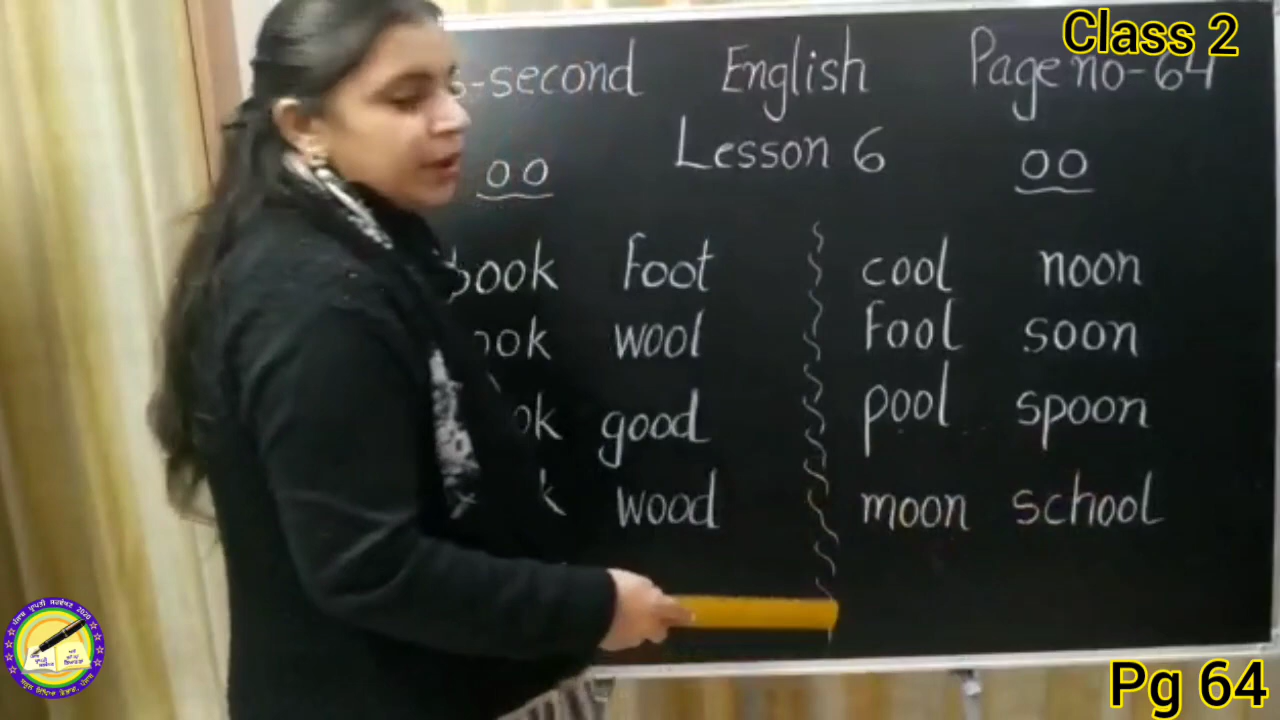 Class 2
s-second English Page no-64
Lesson 6
oo oo
book Foot cool noon
ook wool Fool soon
ok good pool spoon
k wood moon school
Pg 64